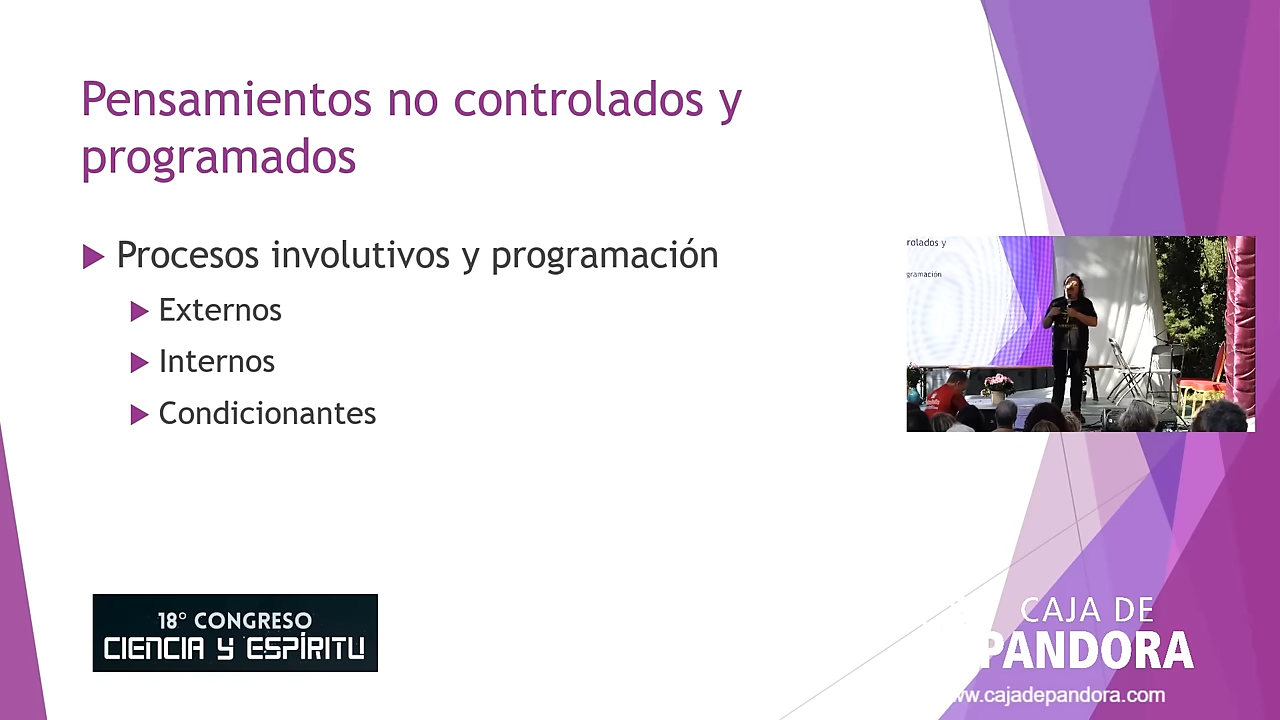 Pensamientos no controlados y
programados
Procesos involutivos y programación
Externos
Internos
Condicionantes
rolados y
gramación
18° CONGRESO
CIENCIA Y ESPÍRITU
CAJA DE
PANDORA
www.cajadepandora.com